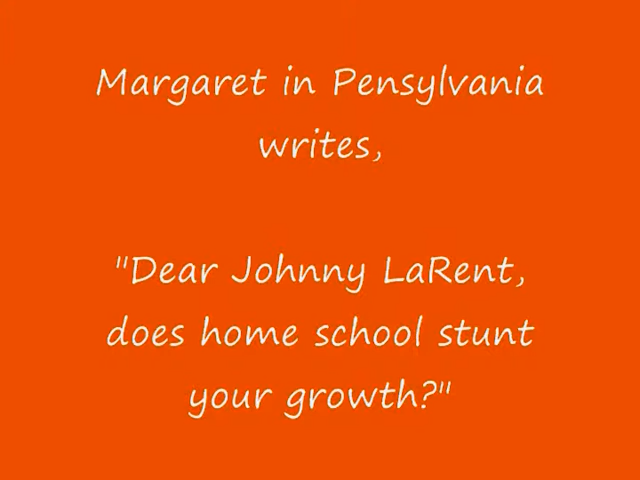 Margaret in Pensylvania
writes,
"Dear Johnny LaRent,
does home school stunt
your growth?"